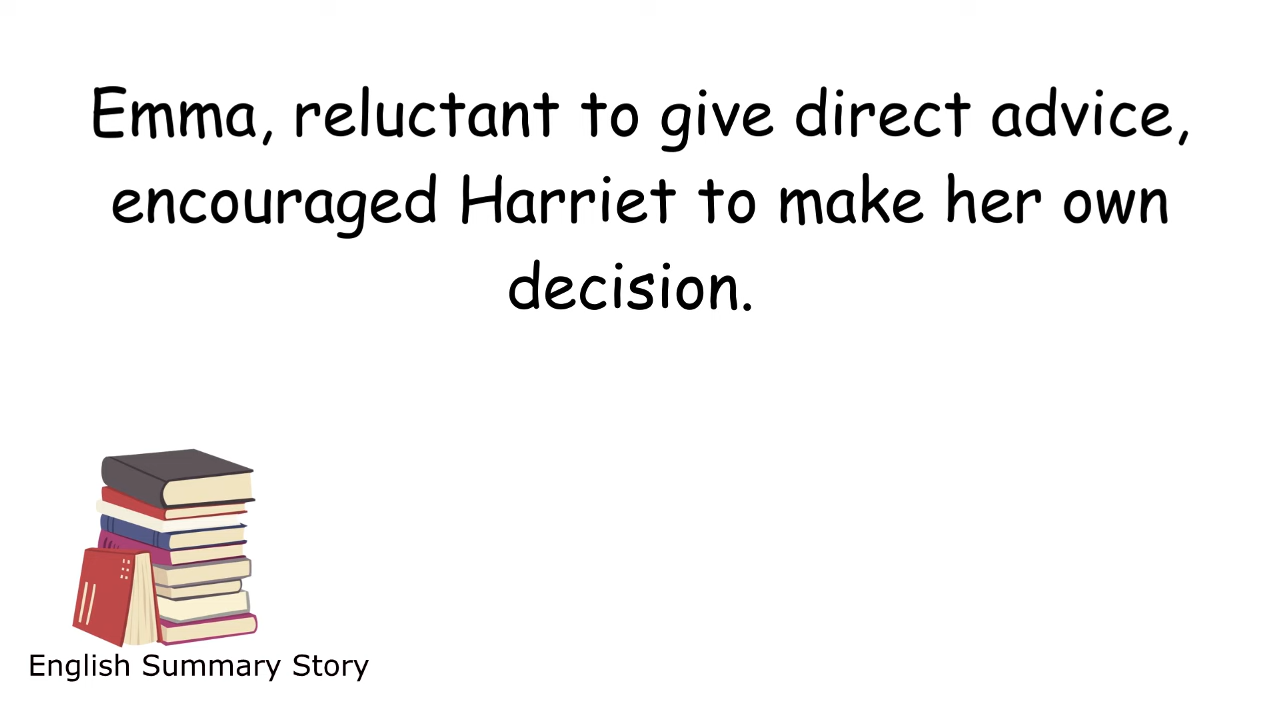 Emma, reluctant to give direct advice,
encouraged Harriet to make her own
decision.
English Summary Story